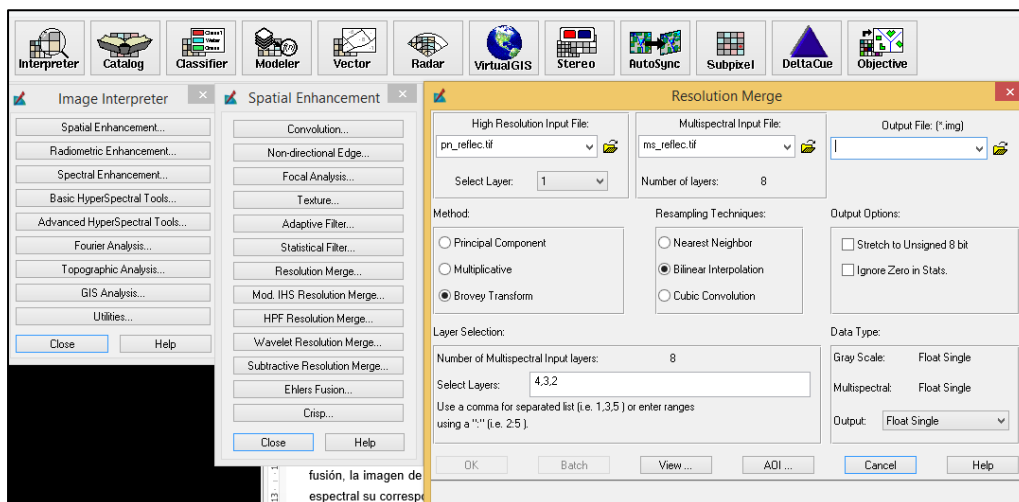 Interpreter Catalog Classifier Modeler Vector Radar VirtualGIS Stereo AutoSync Subpixel DeltaCue Objective
Image Interpreter
Spatial Enhancement...
Radiometric Enhancement...
Spectral Enhancement...
Basic HyperSpectral Tools...
Advanced HyperSpectral Tools...
Fourier Analysis...
Topographic Analysis...
GIS Analysis...
Utilities...
Close Help
Spatial Enhancement
Convolution...
Non-directional Edge...
Focal Analysis...
Texture...
Adaptive Filter...
Statistical Filter...
Resolution Merge...
Mod. IHS Resolution Merge...
HPF Resolution Merge...
Wavelet Resolution Merge...
Subtractive Resolution Merge...
Ehlers Fusion...
Crisp...
Close Help
Resolution Merge
High Resolution Input File: Multispectral Input File: Output File: (*.img)
pn_reflec.tif ms_reflec.tif
Select Layer: 1 Number of layers: 8
Method: Resampling Techniques: Output Options:
Principal Component Nearest Neighbor Stretch to Unsigned 8 bit
Multiplicative Bilinear Interpolation Ignore Zero in Stats.
Brovey Transform Cubic Convolution
Layer Selection: Data Type:
Number of Multispectral Input layers: 8 Gray Scale: Float Single
Select Layers: 4,3,2 Multispectral: Float Single
Use a comma for separated list (i.e. 1,3,5 ) or enter ranges
using a ":" (i.e. 2:5 ). Output: Float Single
OK Batch View ... AOI ... Cancel Help
fusión, la imagen de
espectral su